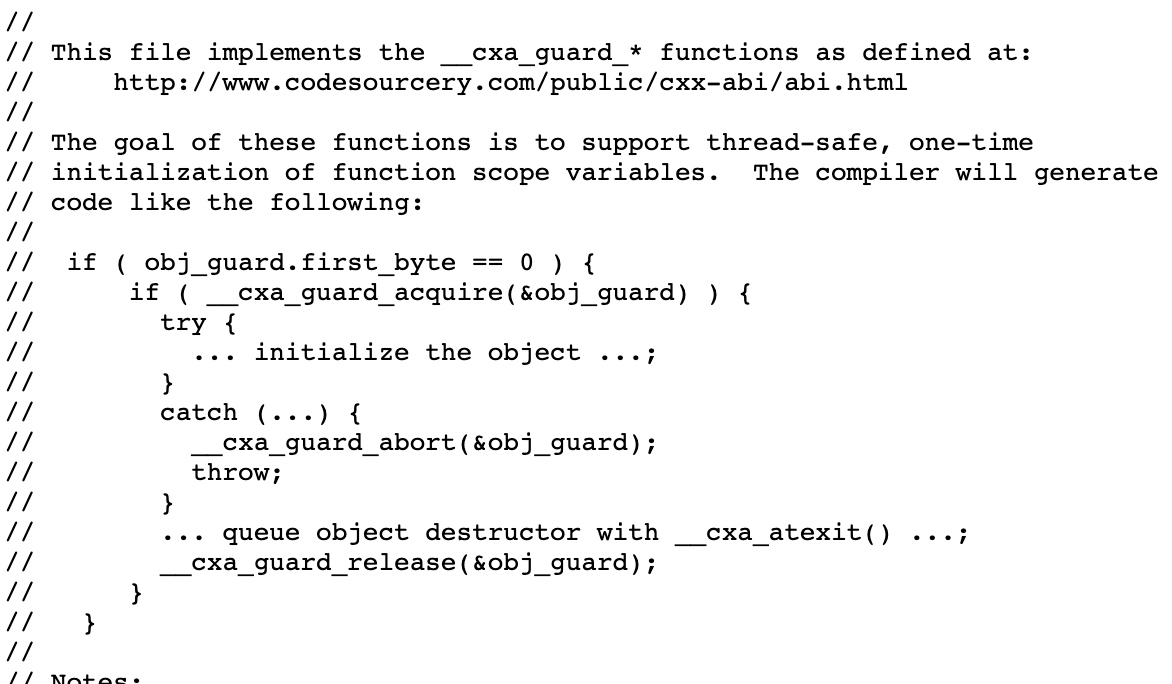 //
// This file implements the __cxa_guard_* functions as defined at:
//     http://www.codesourcery.com/public/cxx-abi/abi.html
//
// The goal of these functions is to support thread-safe, one-time
// initialization of function scope variables.  The compiler will generate
// code like the following:
//
//  if ( obj_guard.first_byte == 0 ) {
//      if ( __cxa_guard_acquire(&obj_guard) ) {
//        try {
//          ... initialize the object ...;
//        }
//        catch (...) {
//          __cxa_guard_abort(&obj_guard);
//          throw;
//        }
//        ... queue object destructor with __cxa_atexit() ...;
//        __cxa_guard_release(&obj_guard);
//      }
//   }
//
// Notes: